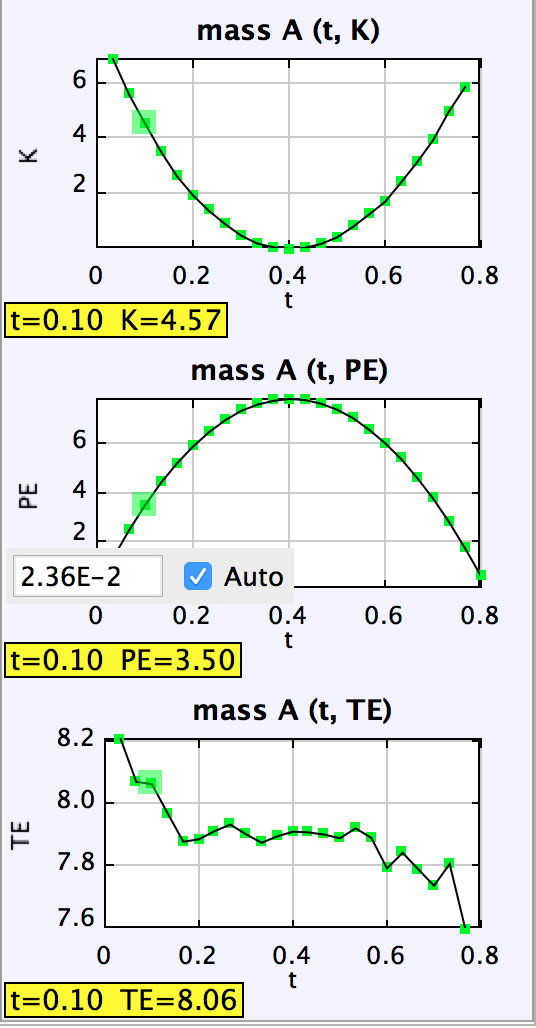 mass A (t, K)
6
4
2
K
0 0.2 0.4 0.6 0.8
t
t=0.10 K=4.57
mass A (t, PE)
6
4
2
PE
2.36E-2 Auto
0 0.2 0.4 0.6 0.8
t
t=0.10 PE=3.50
mass A (t, TE)
8.2
8.0
7.8
7.6
TE
0 0.2 0.4 0.6 0.8
t
t=0.10 TE=8.06